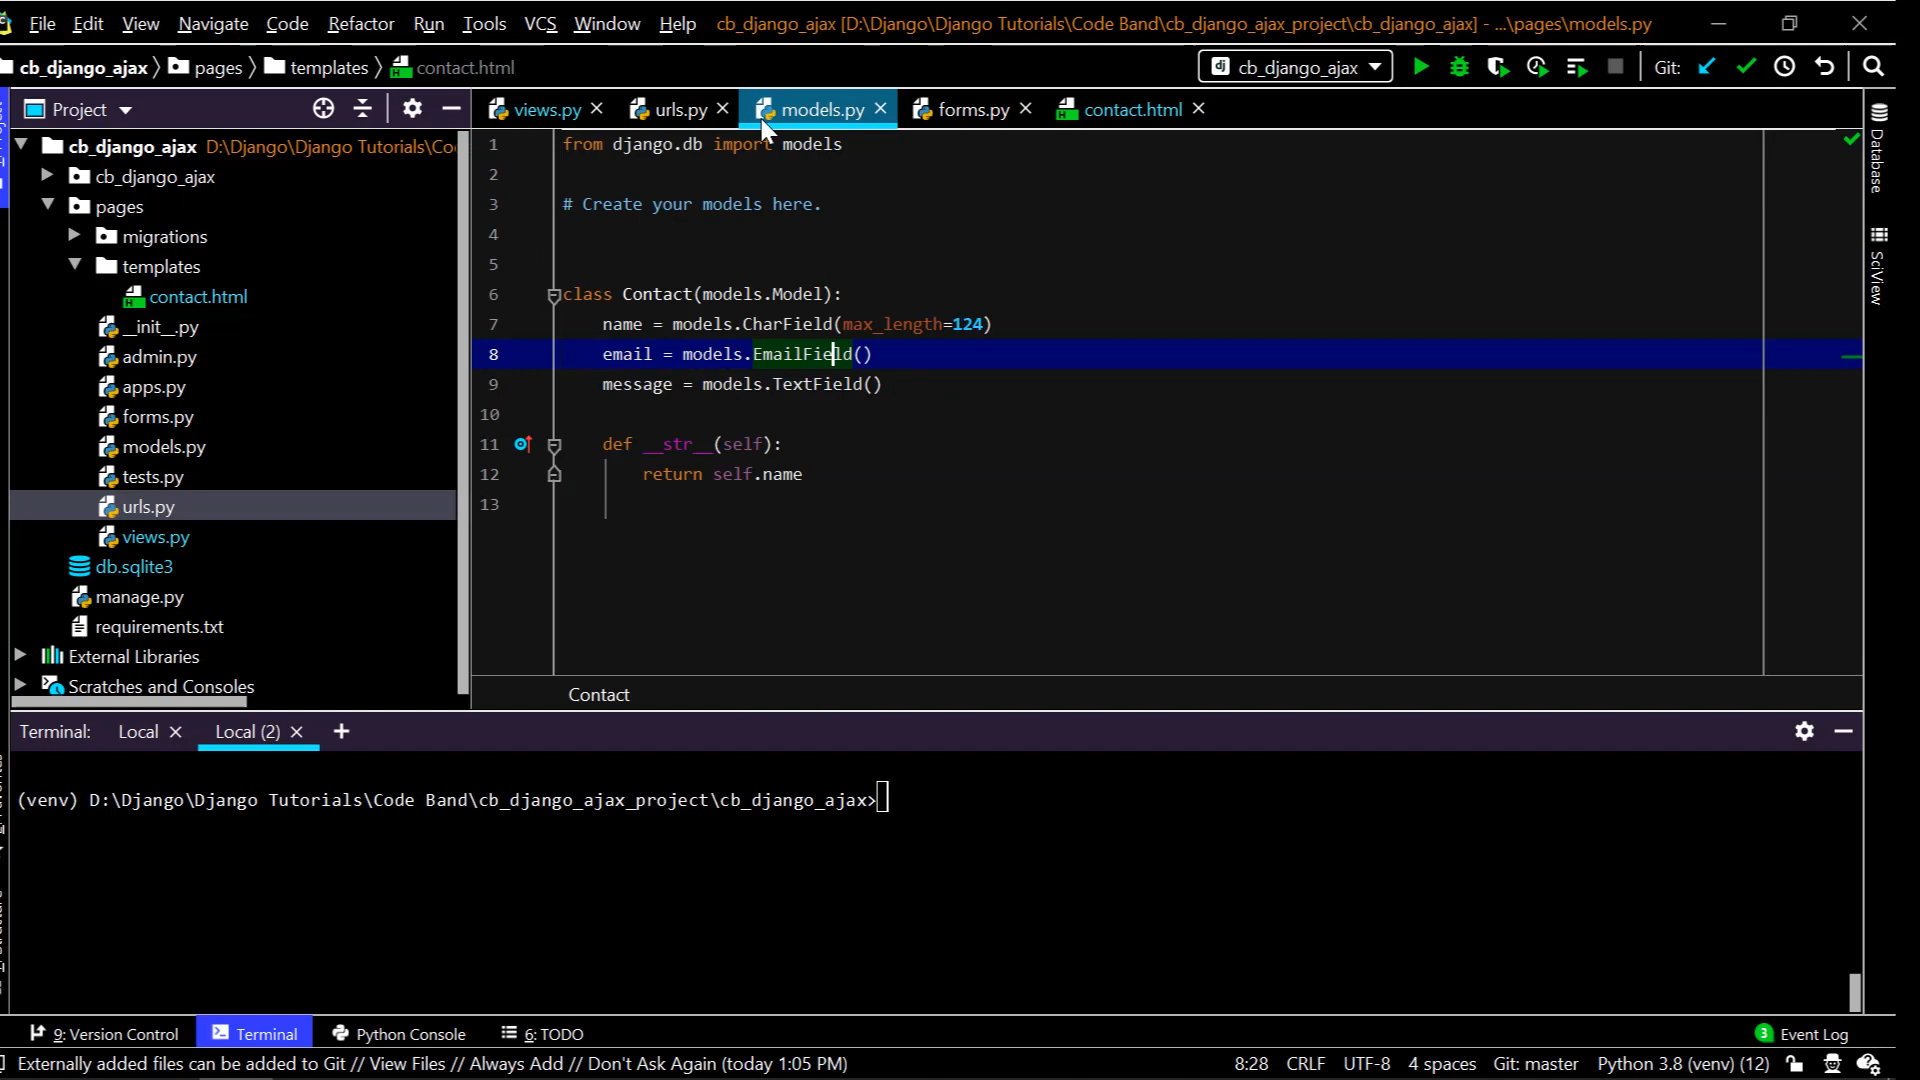 File Edit View Navigate Code Refactor Run Tools VCS Window Help cb_django_ajax [D:\Django\Django Tutorials\Code Band\cb_django_ajax_project\cb_django_ajax] - ...\pages\models.py
cb_django_ajax pages templates contact.html cb_django_ajax Git:
Project views.py urls.py models.py forms.py contact.html
cb_django_ajax D:\Django\Django Tutorials\Co
cb_django_ajax
pages
migrations
templates
contact.html
__init__.py
admin.py
apps.py
forms.py
models.py
tests.py
urls.py
views.py
db.sqlite3
manage.py
requirements.txt
External Libraries
Scratches and Consoles
1 from django.db import models
2
3 # Create your models here.
4
5
6 class Contact(models.Model):
7 name = models.CharField(max_length=124)
8 email = models.EmailField()
9 message = models.TextField()
10
11 def __str__(self):
12 return self.name
13
Contact
Database
SciView
Terminal: Local Local (2) +
(venv) D:\Django\Django Tutorials\Code Band\cb_django_ajax_project\cb_django_ajax>
9: Version Control Terminal Python Console 6: TODO 3 Event Log
Externally added files can be added to Git // View Files // Always Add // Don't Ask Again (today 1:05 PM) 8:28 CRLF UTF-8 4 spaces Git: master Python 3.8 (venv) (12)